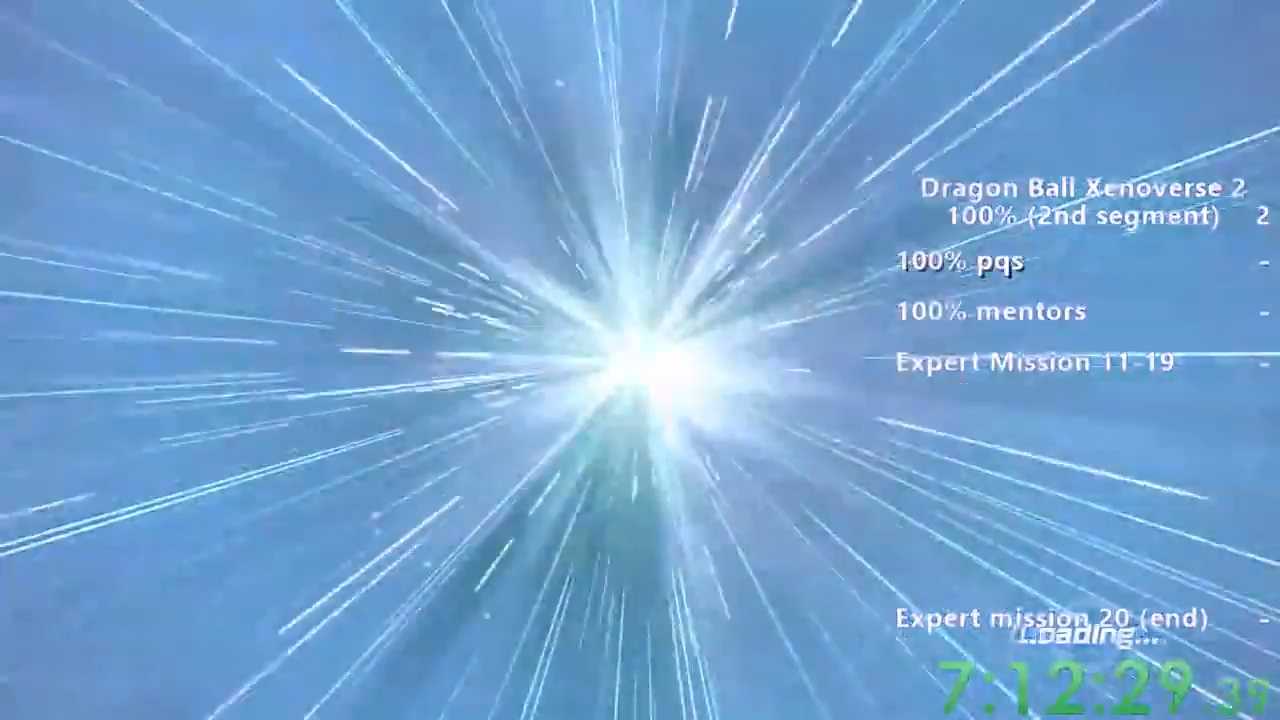 Dragon Ball Xenoverse 2
100% (2nd segment) 2
100% pqs -
100% mentors -
Expert Mission 11-19 -
Expert mission 20 (end) -
Loading...
7:12:29.39